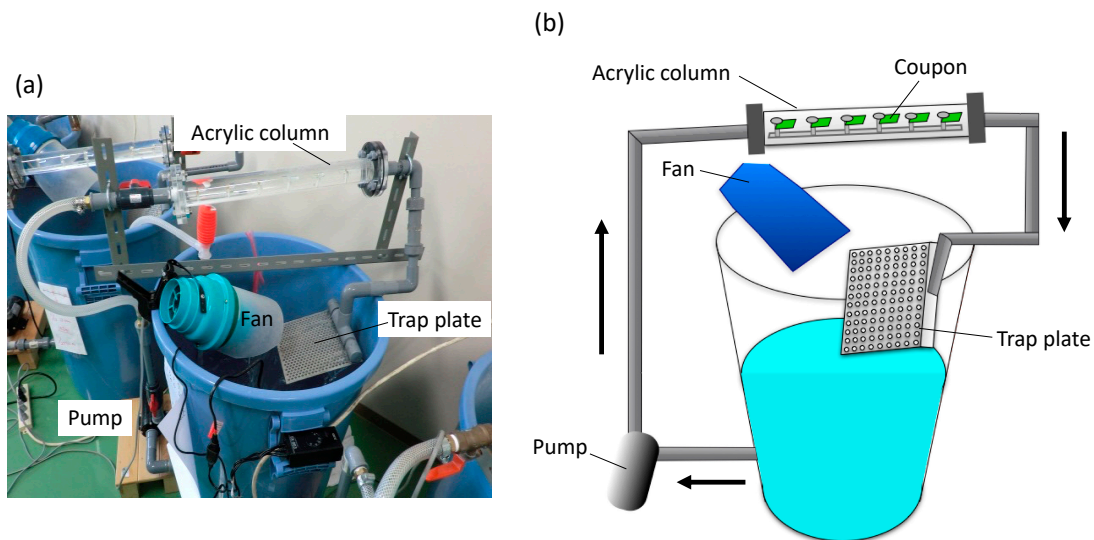 (a)
Acrylic column
Fan
Trap plate
Pump
(b)
Acrylic column
Coupon
Fan
Trap plate
Pump